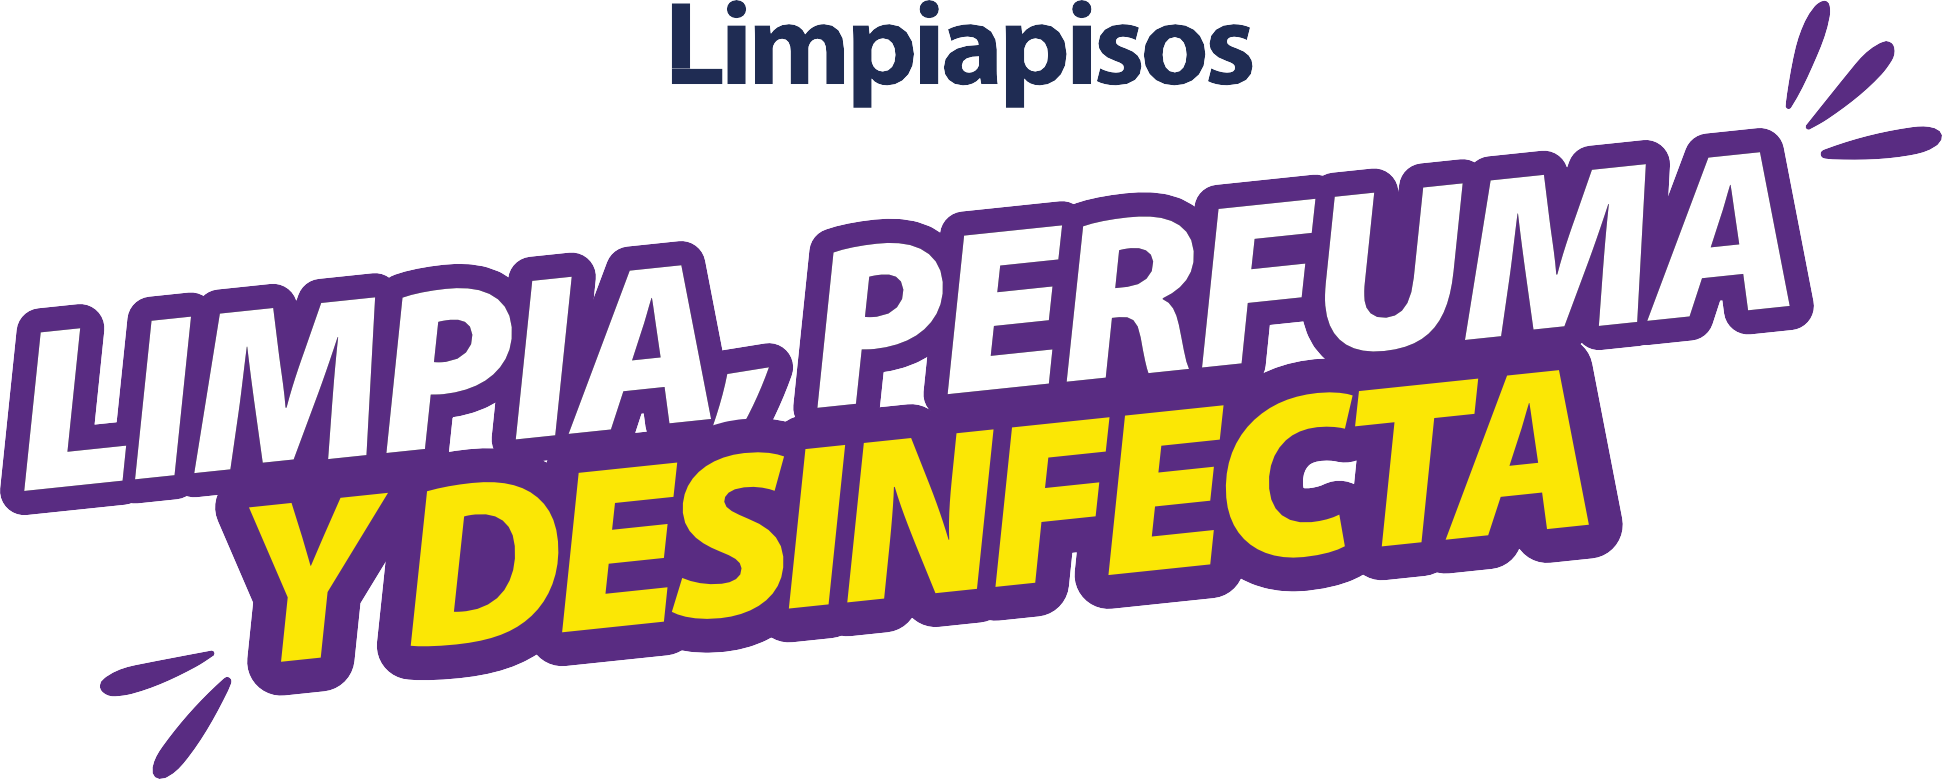 Limpiapisos
LIMPIA, PERFUMA
Y DESINFECTA